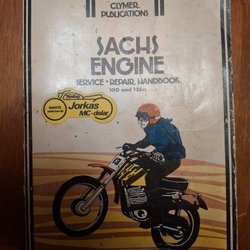 CLYMER
PUBLICATIONS
SACHS
ENGINE
SERVICE • REPAIR HANDBOOK
100 and 125cc
Jorkas
MC-delar